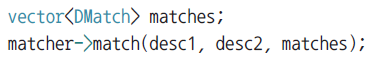 vector<DMatch> matches;
matcher->match(desc1, desc2, matches);